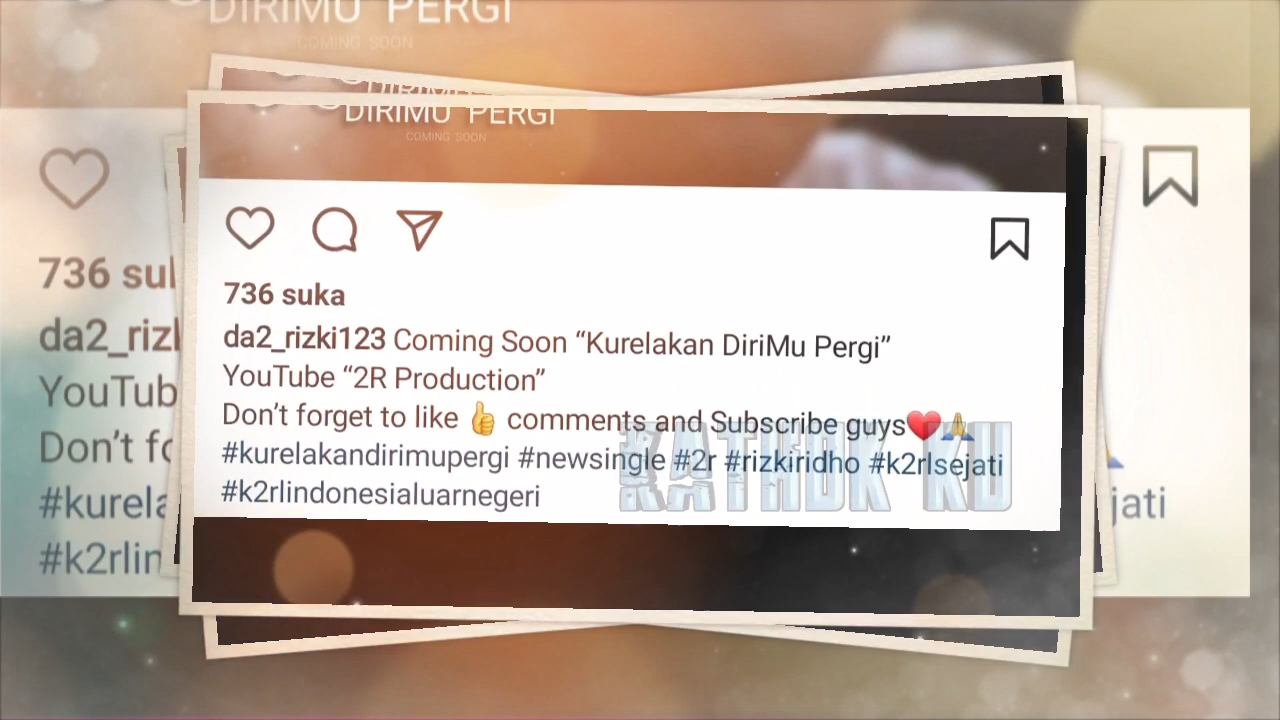 DIRIMU PERGI
COMING SOON
DIRIMU PERGI
COMING SOON
736 suka
da2_rizki123 Coming Soon “Kurelakan DiriMu Pergi”
YouTube “2R Production”
Don’t forget to like 👍 comments and Subscribe guys❤️🙏
#kurelakandirimupergi #newsingle #2r #rizkiridho #k2rlsejati
#k2rlindonesialuarnegeri
KATHOK KU
736 suk
da2_rizk
YouTub
Don’t fo
#kurela
jati
#k2rlin